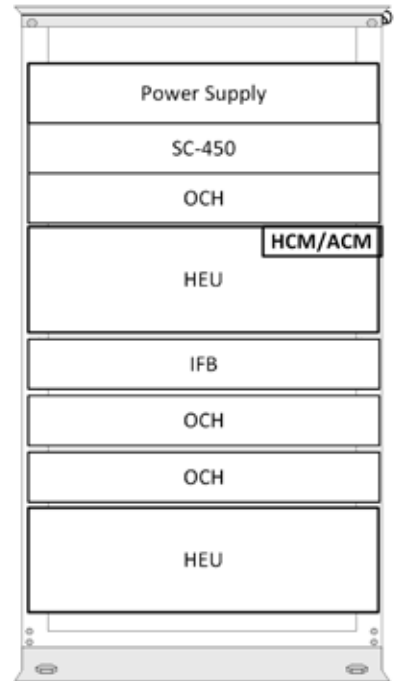 Power Supply
SC-450
OCH
HCM/ACM
HEU
IFB
OCH
OCH
HEU